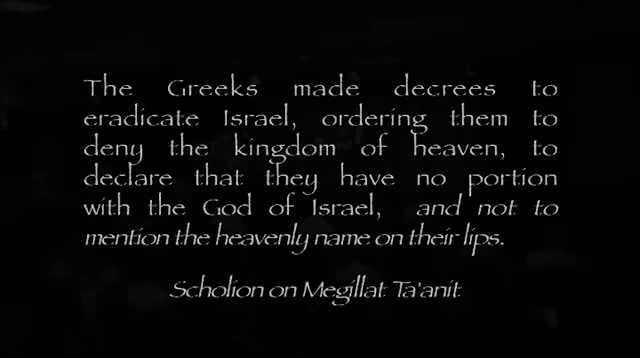 The Greeks made decrees to
eradicate Israel, ordering them to
deny the kingdom of heaven, to
declare that they have no portion
with the God of Israel, and not to
mention the heavenly name on their lips.
Scholion on Megillat Ta'anit